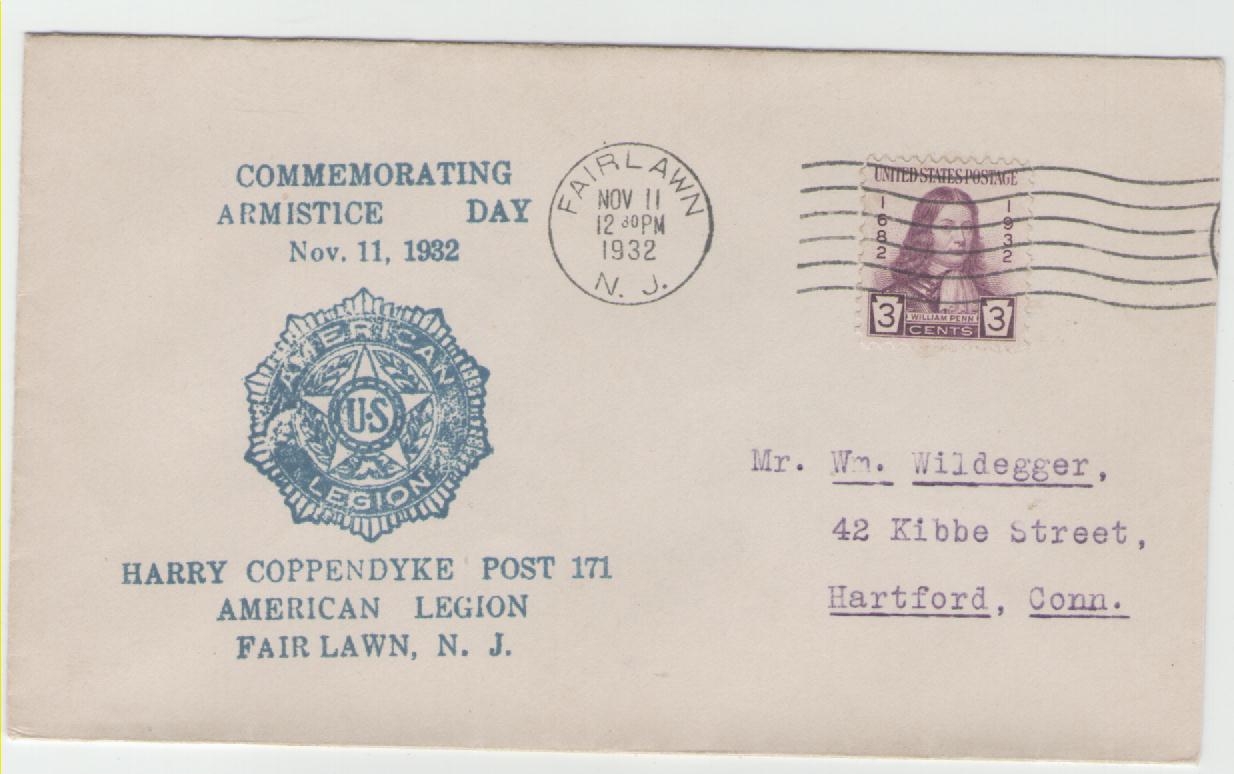 COMMEMORATING
ARMISTICE DAY
Nov. 11, 1932
AMERICAN
U·S
LEGION
HARRY COPPENDYKE POST 171
AMERICAN LEGION
FAIR LAWN, N. J.
FAIRLAWN
NOV 11
12 30 PM
1932
N. J.
UNITED STATES POSTAGE
1682
1932
3 WILLIAM PENN 3
CENTS
Mr. Wm. Wildegger,
42 Kibbe Street,
Hartford, Conn.